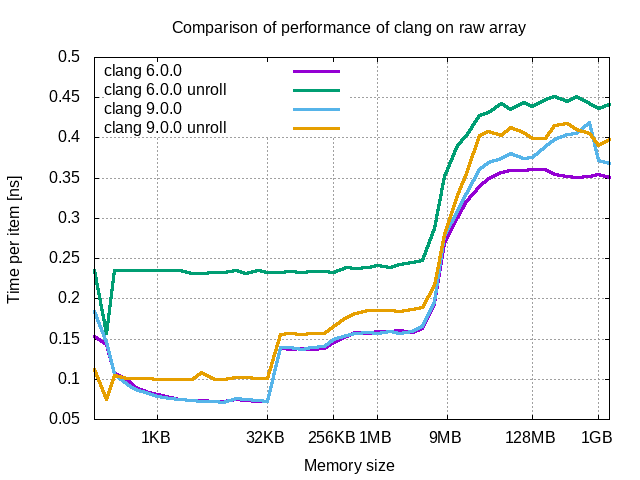 Comparison of performance of clang on raw array
0.5
0.45
0.4
0.35
0.3
0.25
0.2
0.15
0.1
0.05
Time per item [ns]
clang 6.0.0
clang 6.0.0 unroll
clang 9.0.0
clang 9.0.0 unroll
1KB 32KB 256KB 1MB 9MB 128MB 1GB
Memory size